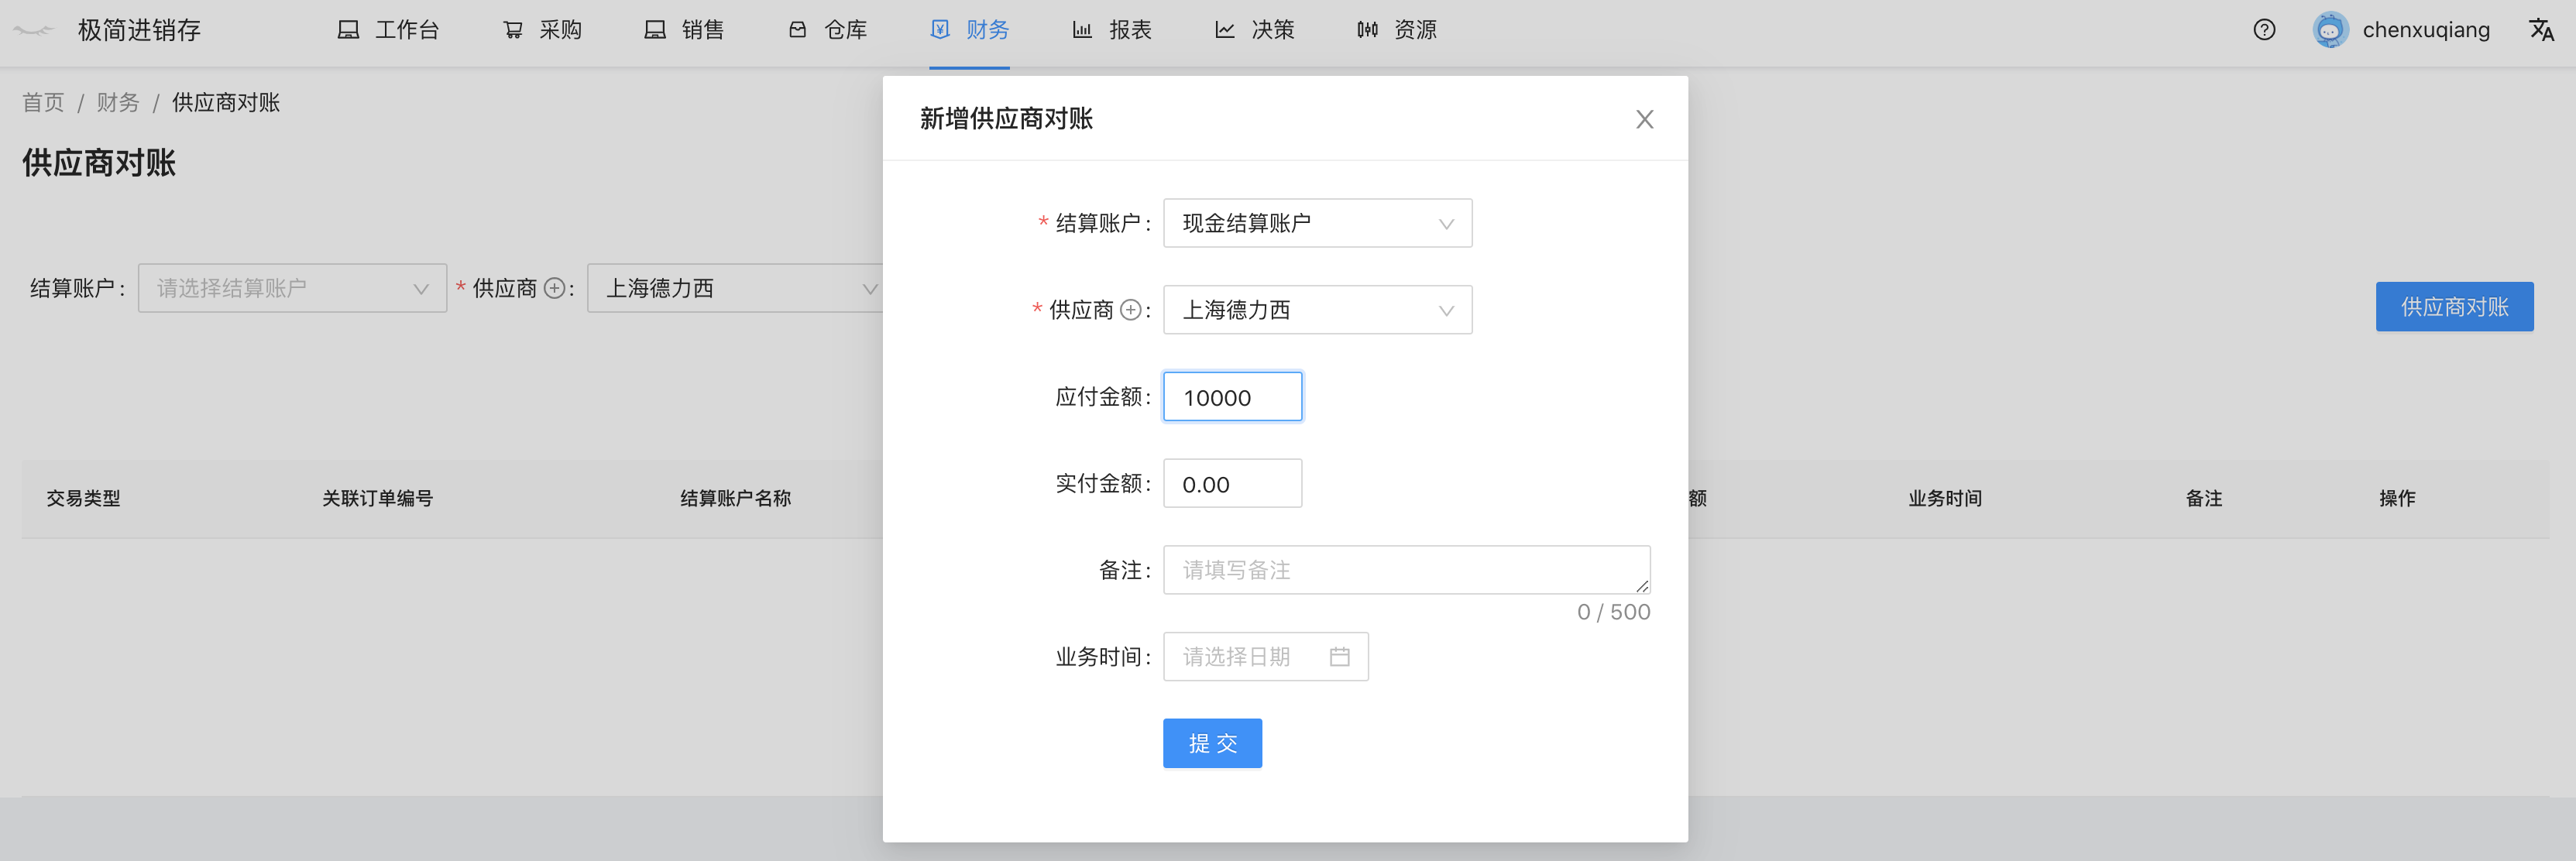 极简进销存 工作台 采购 销售 仓库 财务 报表 决策 资源 chenxuqiang
首页 / 财务 / 供应商对账
供应商对账
结算账户: 请选择结算账户 * 供应商 : 上海德力西
供应商对账
交易类型 关联订单编号 结算账户名称 额 业务时间 备注 操作
新增供应商对账
* 结算账户: 现金结算账户
* 供应商 : 上海德力西
应付金额: 10000
实付金额: 0.00
备注: 请填写备注
0 / 500
业务时间: 请选择日期
提 交